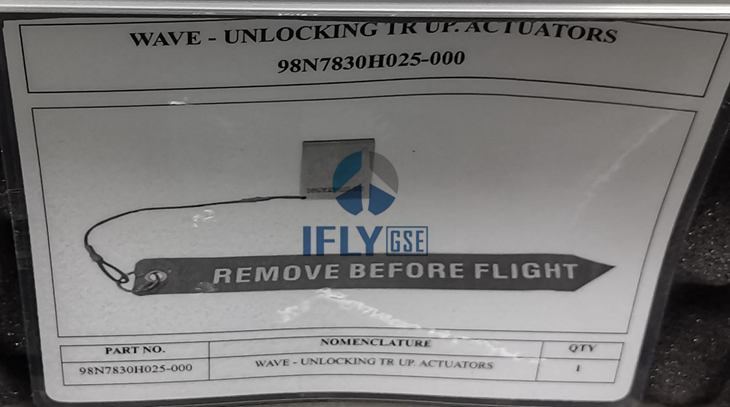 WAVE - UNLOCKING TR UP. ACTUATORS
98N7830H025-000
IFLY GSE
REMOVE BEFORE FLIGHT
PART NO. NOMENCLATURE QTY
98N7830H025-000 WAVE - UNLOCKING TR UP. ACTUATORS 1